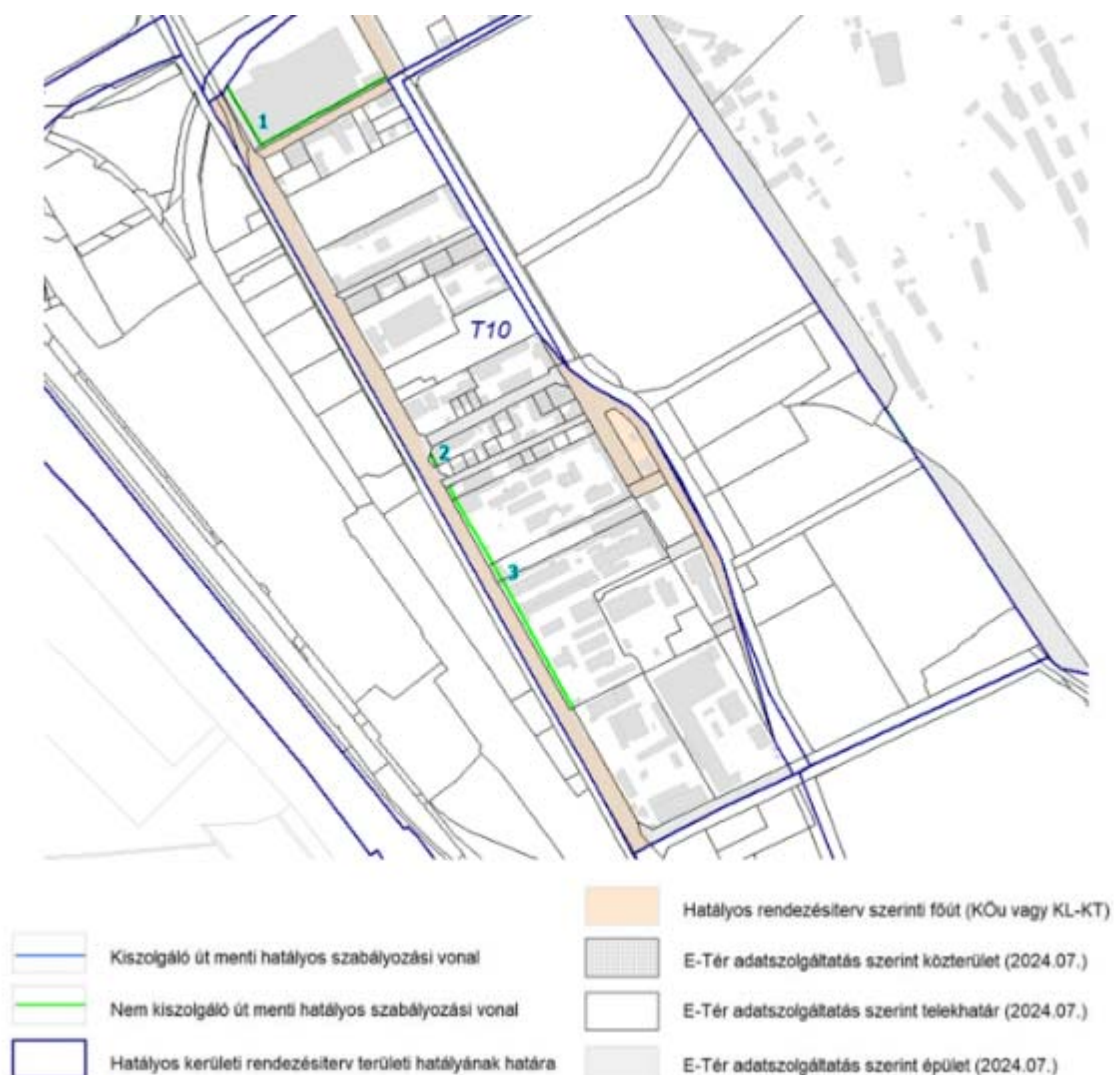 1
T10
2
3
Hatályos rendezésiterv szerinti főút (KÖu vagy KL-KT)
Kiszolgáló út menti hatályos szabályozási vonal
E-Tér adatszolgáltatás szerint közterület (2024.07.)
Nem kiszolgáló út menti hatályos szabályozási vonal
E-Tér adatszolgáltatás szerint telekhatár (2024.07.)
Hatályos kerületi rendezésiterv területi hatályának határa
E-Tér adatszolgáltatás szerint épület (2024.07.)